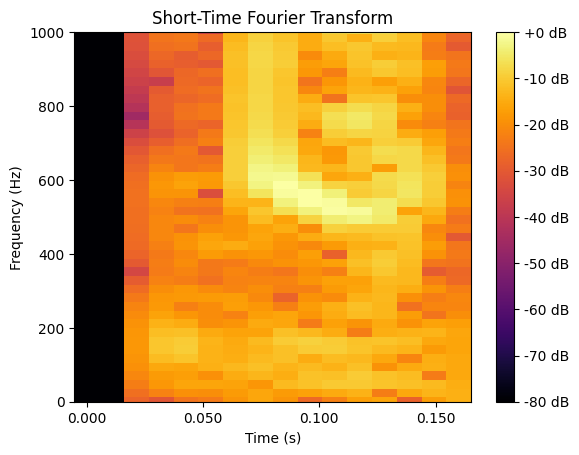 Short-Time Fourier Transform
1000
800
600
400
200
0
Frequency (Hz)
0.000
0.050
0.100
0.150
Time (s)
+0 dB
-10 dB
-20 dB
-30 dB
-40 dB
-50 dB
-60 dB
-70 dB
-80 dB